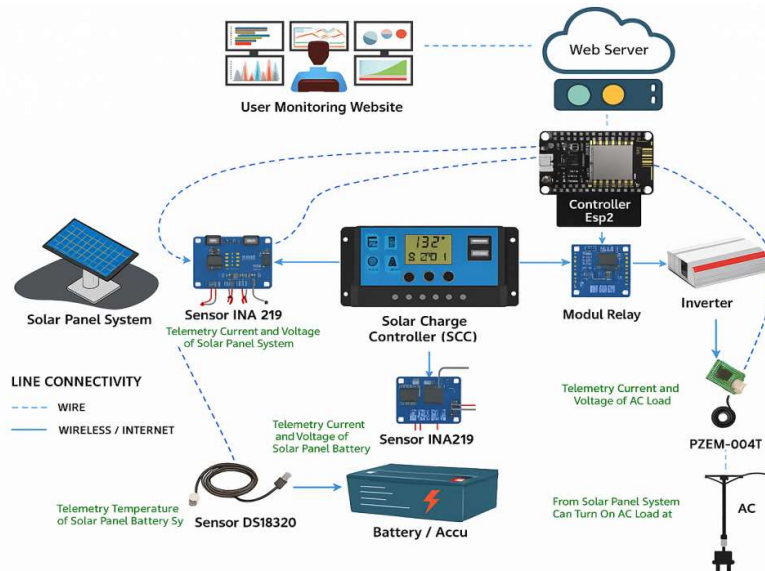 Web Server
User Monitoring Website
Controller
Esp2
132°
82°01
Solar Panel System
Sensor INA 219
Telemetry Current and Voltage
of Solar Panel System
Solar Charge
Controller (SCC)
Modul Relay
Inverter
LINE CONNECTIVITY
WIRE
WIRELESS / INTERNET
Telemetry Current
and Voltage of
Solar Panel Battery
Sensor INA219
Telemetry Current and
Voltage of AC Load
PZEM-004T
Telemetry Temperature
of Solar Panel Battery Sy
Sensor DS18320
Battery / Accu
From Solar Panel System
Can Turn On AC Load at
AC